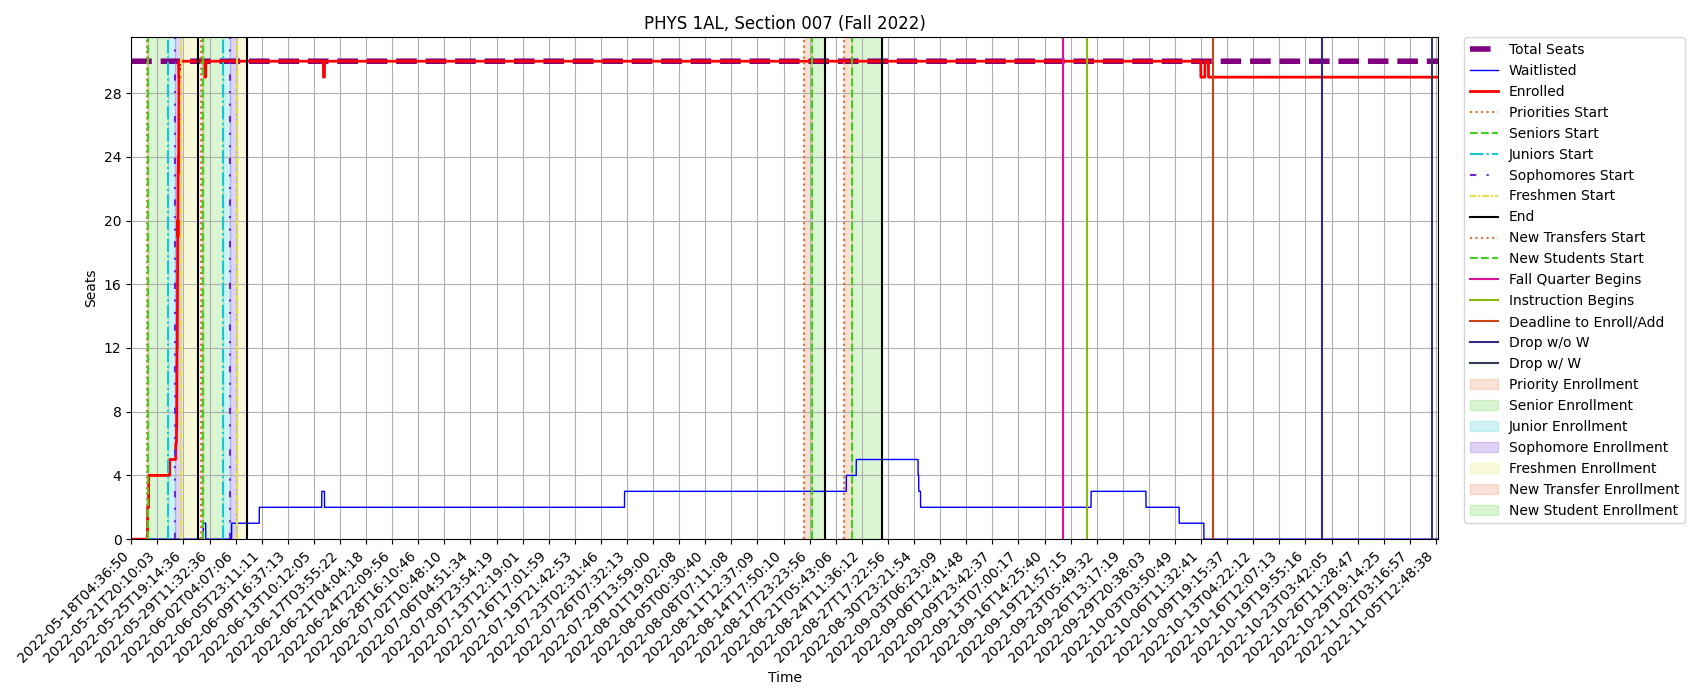 PHYS 1AL, Section 007 (Fall 2022)
Seats
28
24
20
16
12
8
4
0
2022-05-18T04:36:50
2022-05-21T20:10:03
2022-05-25T19:14:36
2022-05-29T11:32:36
2022-06-02T04:07:06
2022-06-05T23:11:11
2022-06-09T16:37:13
2022-06-13T10:12:05
2022-06-17T03:55:22
2022-06-21T04:04:18
2022-06-24T22:09:56
2022-06-28T16:10:46
2022-07-02T10:48:10
2022-07-06T04:51:34
2022-07-09T23:54:19
2022-07-13T12:19:01
2022-07-16T17:01:59
2022-07-19T21:42:53
2022-07-23T02:31:46
2022-07-26T07:32:13
2022-07-29T13:59:00
2022-08-01T19:02:08
2022-08-05T00:30:40
2022-08-08T07:11:08
2022-08-11T12:37:09
2022-08-14T17:50:10
2022-08-17T23:23:56
2022-08-21T05:43:06
2022-08-24T11:36:12
2022-08-27T17:22:56
2022-08-30T23:21:54
2022-09-03T06:23:09
2022-09-06T12:41:48
2022-09-09T23:42:37
2022-09-13T07:00:17
2022-09-16T14:25:40
2022-09-19T21:57:15
2022-09-23T05:49:32
2022-09-26T13:17:19
2022-09-29T20:38:03
2022-10-03T03:50:49
2022-10-06T11:32:41
2022-10-09T19:15:37
2022-10-13T04:22:12
2022-10-16T12:07:13
2022-10-19T19:55:16
2022-10-23T03:42:05
2022-10-26T11:28:47
2022-10-29T19:14:25
2022-11-02T03:16:57
2022-11-05T12:48:38
Time
Total Seats
Waitlisted
Enrolled
Priorities Start
Seniors Start
Juniors Start
Sophomores Start
Freshmen Start
End
New Transfers Start
New Students Start
Fall Quarter Begins
Instruction Begins
Deadline to Enroll/Add
Drop w/o W
Drop w/ W
Priority Enrollment
Senior Enrollment
Junior Enrollment
Sophomore Enrollment
Freshmen Enrollment
New Transfer Enrollment
New Student Enrollment